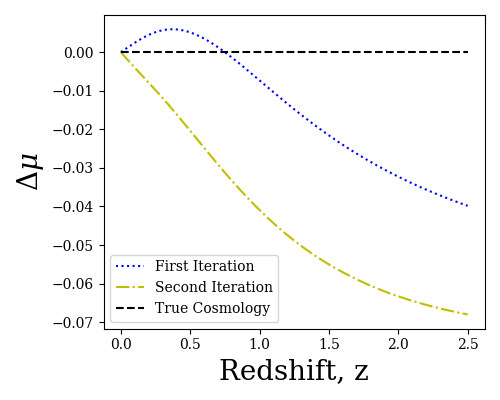 Δμ
0.00
−0.01
−0.02
−0.03
−0.04
−0.05
−0.06
−0.07
First Iteration
Second Iteration
True Cosmology
0.0 0.5 1.0 1.5 2.0 2.5
Redshift, z